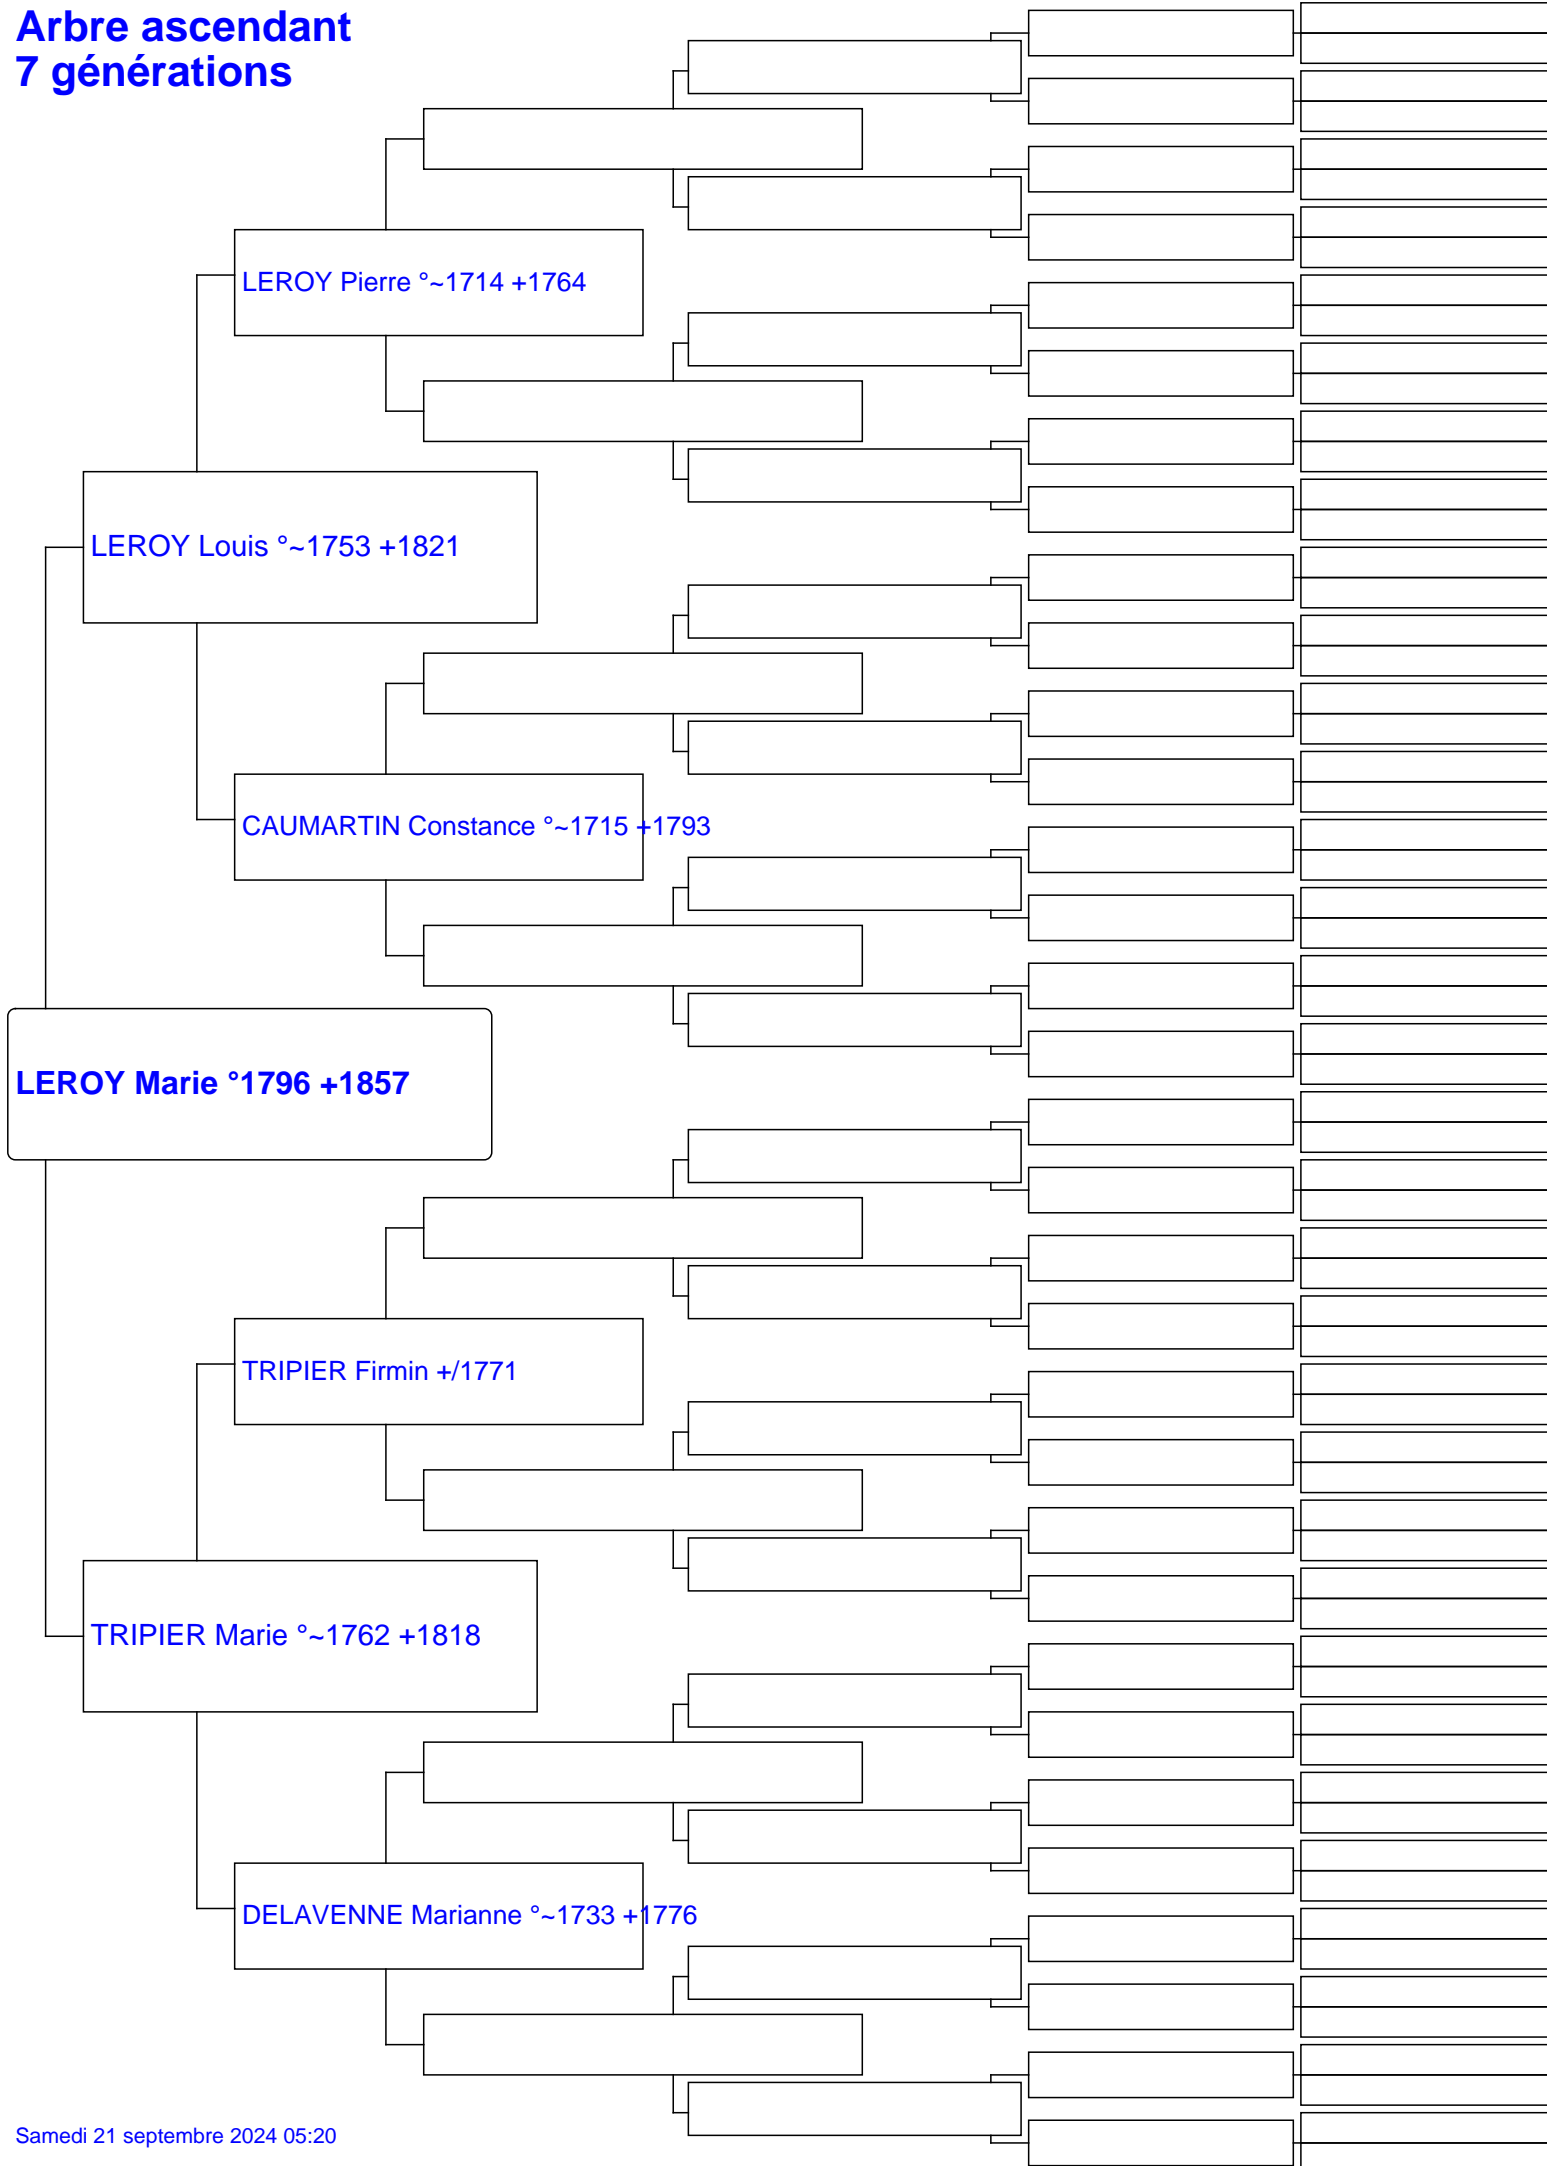 Arbre ascendant
7 générations
LEROY Pierre °~1714 +1764
LEROY Louis °~1753 +1821
CAUMARTIN Constance °~1715 +1793
LEROY Marie °1796 +1857
TRIPIER Firmin +/1771
TRIPIER Marie °~1762 +1818
DELAVENNE Marianne °~1733 +1776
Samedi 21 septembre 2024 05:20